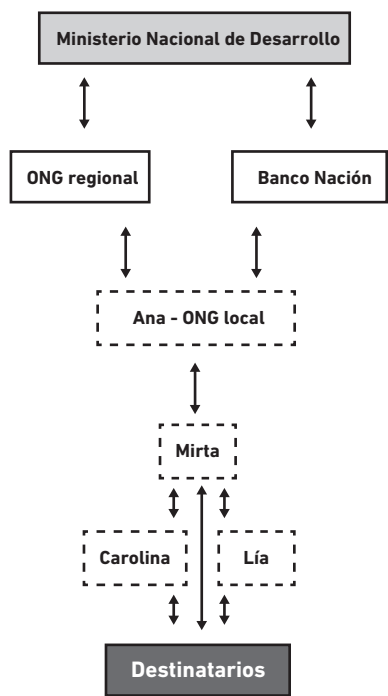 Ministerio Nacional de Desarrollo
ONG regional
Banco Nación
Ana - ONG local
Mirta
Carolina
Lía
Destinatarios